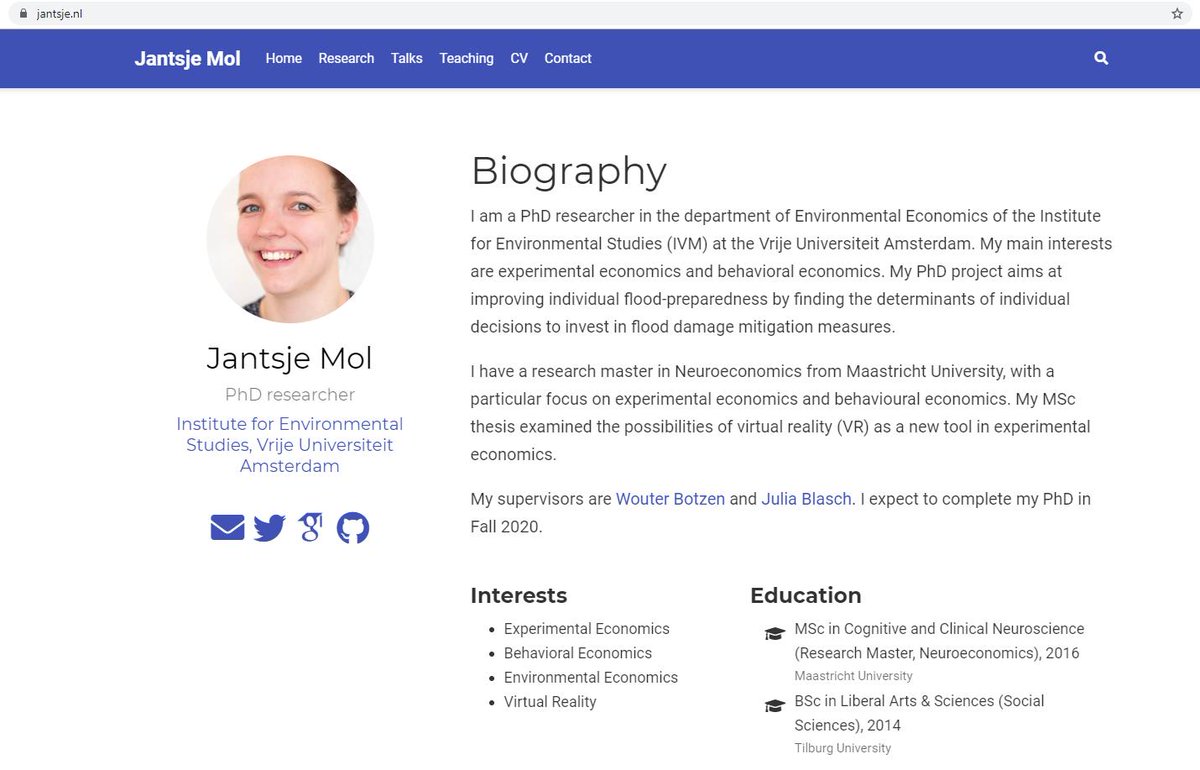 jantsje.nl
Jantsje Mol Home Research Talks Teaching CV Contact
Jantsje Mol
PhD researcher
Institute for Environmental
Studies, Vrije Universiteit
Amsterdam
Biography
I am a PhD researcher in the department of Environmental Economics of the Institute
for Environmental Studies (IVM) at the Vrije Universiteit Amsterdam. My main interests
are experimental economics and behavioral economics. My PhD project aims at
improving individual flood-preparedness by finding the determinants of individual
decisions to invest in flood damage mitigation measures.
I have a research master in Neuroeconomics from Maastricht University, with a
particular focus on experimental economics and behavioural economics. My MSc
thesis examined the possibilities of virtual reality (VR) as a new tool in experimental
economics.
My supervisors are Wouter Botzen and Julia Blasch. I expect to complete my PhD in
Fall 2020.
Interests
Experimental Economics
Behavioral Economics
Environmental Economics
Virtual Reality
Education
MSc in Cognitive and Clinical Neuroscience
(Research Master, Neuroeconomics), 2016
Maastricht University
BSc in Liberal Arts & Sciences (Social
Sciences), 2014
Tilburg University